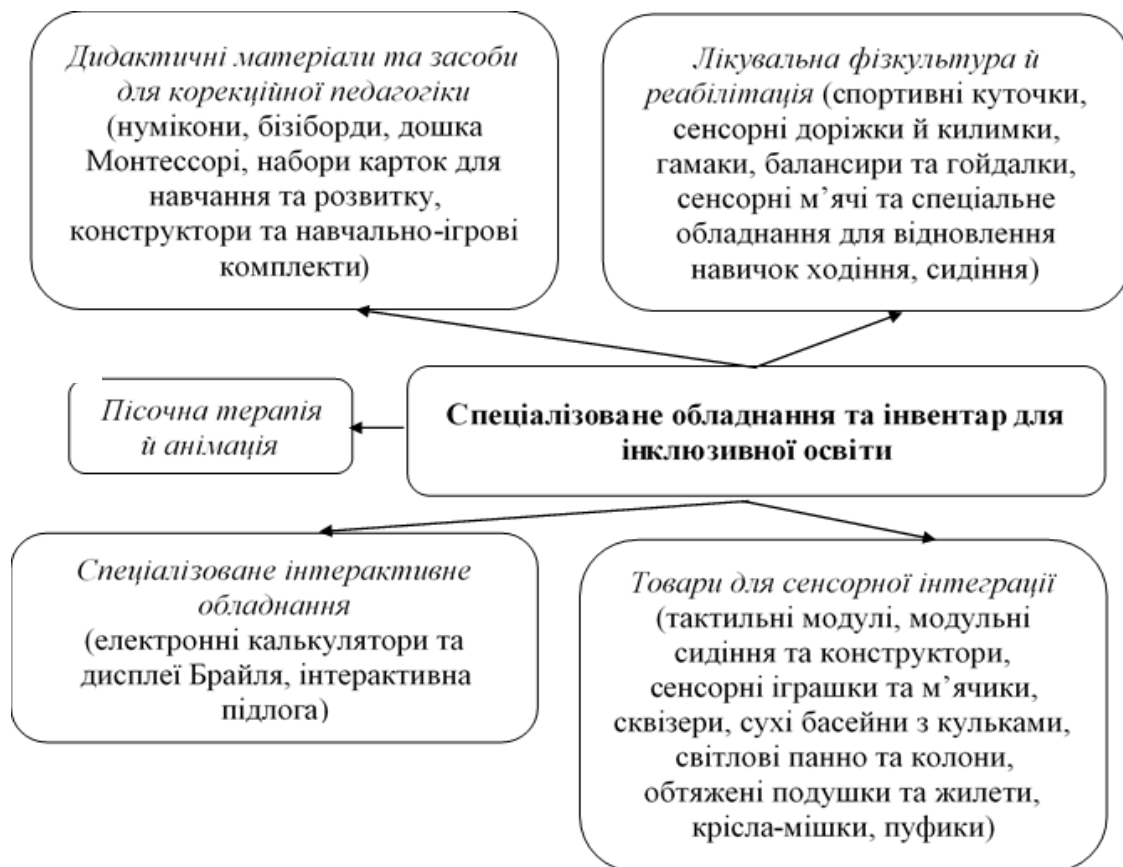 Дидактичні матеріали та засоби
для корекційної педагогіки
(нумікони, бізіборди, дошка
Монтессорі, набори карток для
навчання та розвитку,
конструктори та навчально-ігрові
комплекти)
Лікувальна фізкультура й
реабілітація (спортивні куточки,
сенсорні доріжки й килимки,
гамаки, балансири та гойдалки,
сенсорні м’ячі та спеціальне
обладнання для відновлення
навичок ходіння, сидіння)
Пісочна терапія
й анімація
Спеціалізоване обладнання та інвентар для
інклюзивної освіти
Спеціалізоване інтерактивне
обладнання
(електронні калькулятори та
дисплеї Брайля, інтерактивна
підлога)
Товари для сенсорної інтеграції
(тактильні модулі, модульні
сидіння та конструктори,
сенсорні іграшки та м’ячики,
сквізери, сухі басейни з кульками,
світлові панно та колони,
обтяжені подушки та жилети,
крісла-мішки, пуфики)